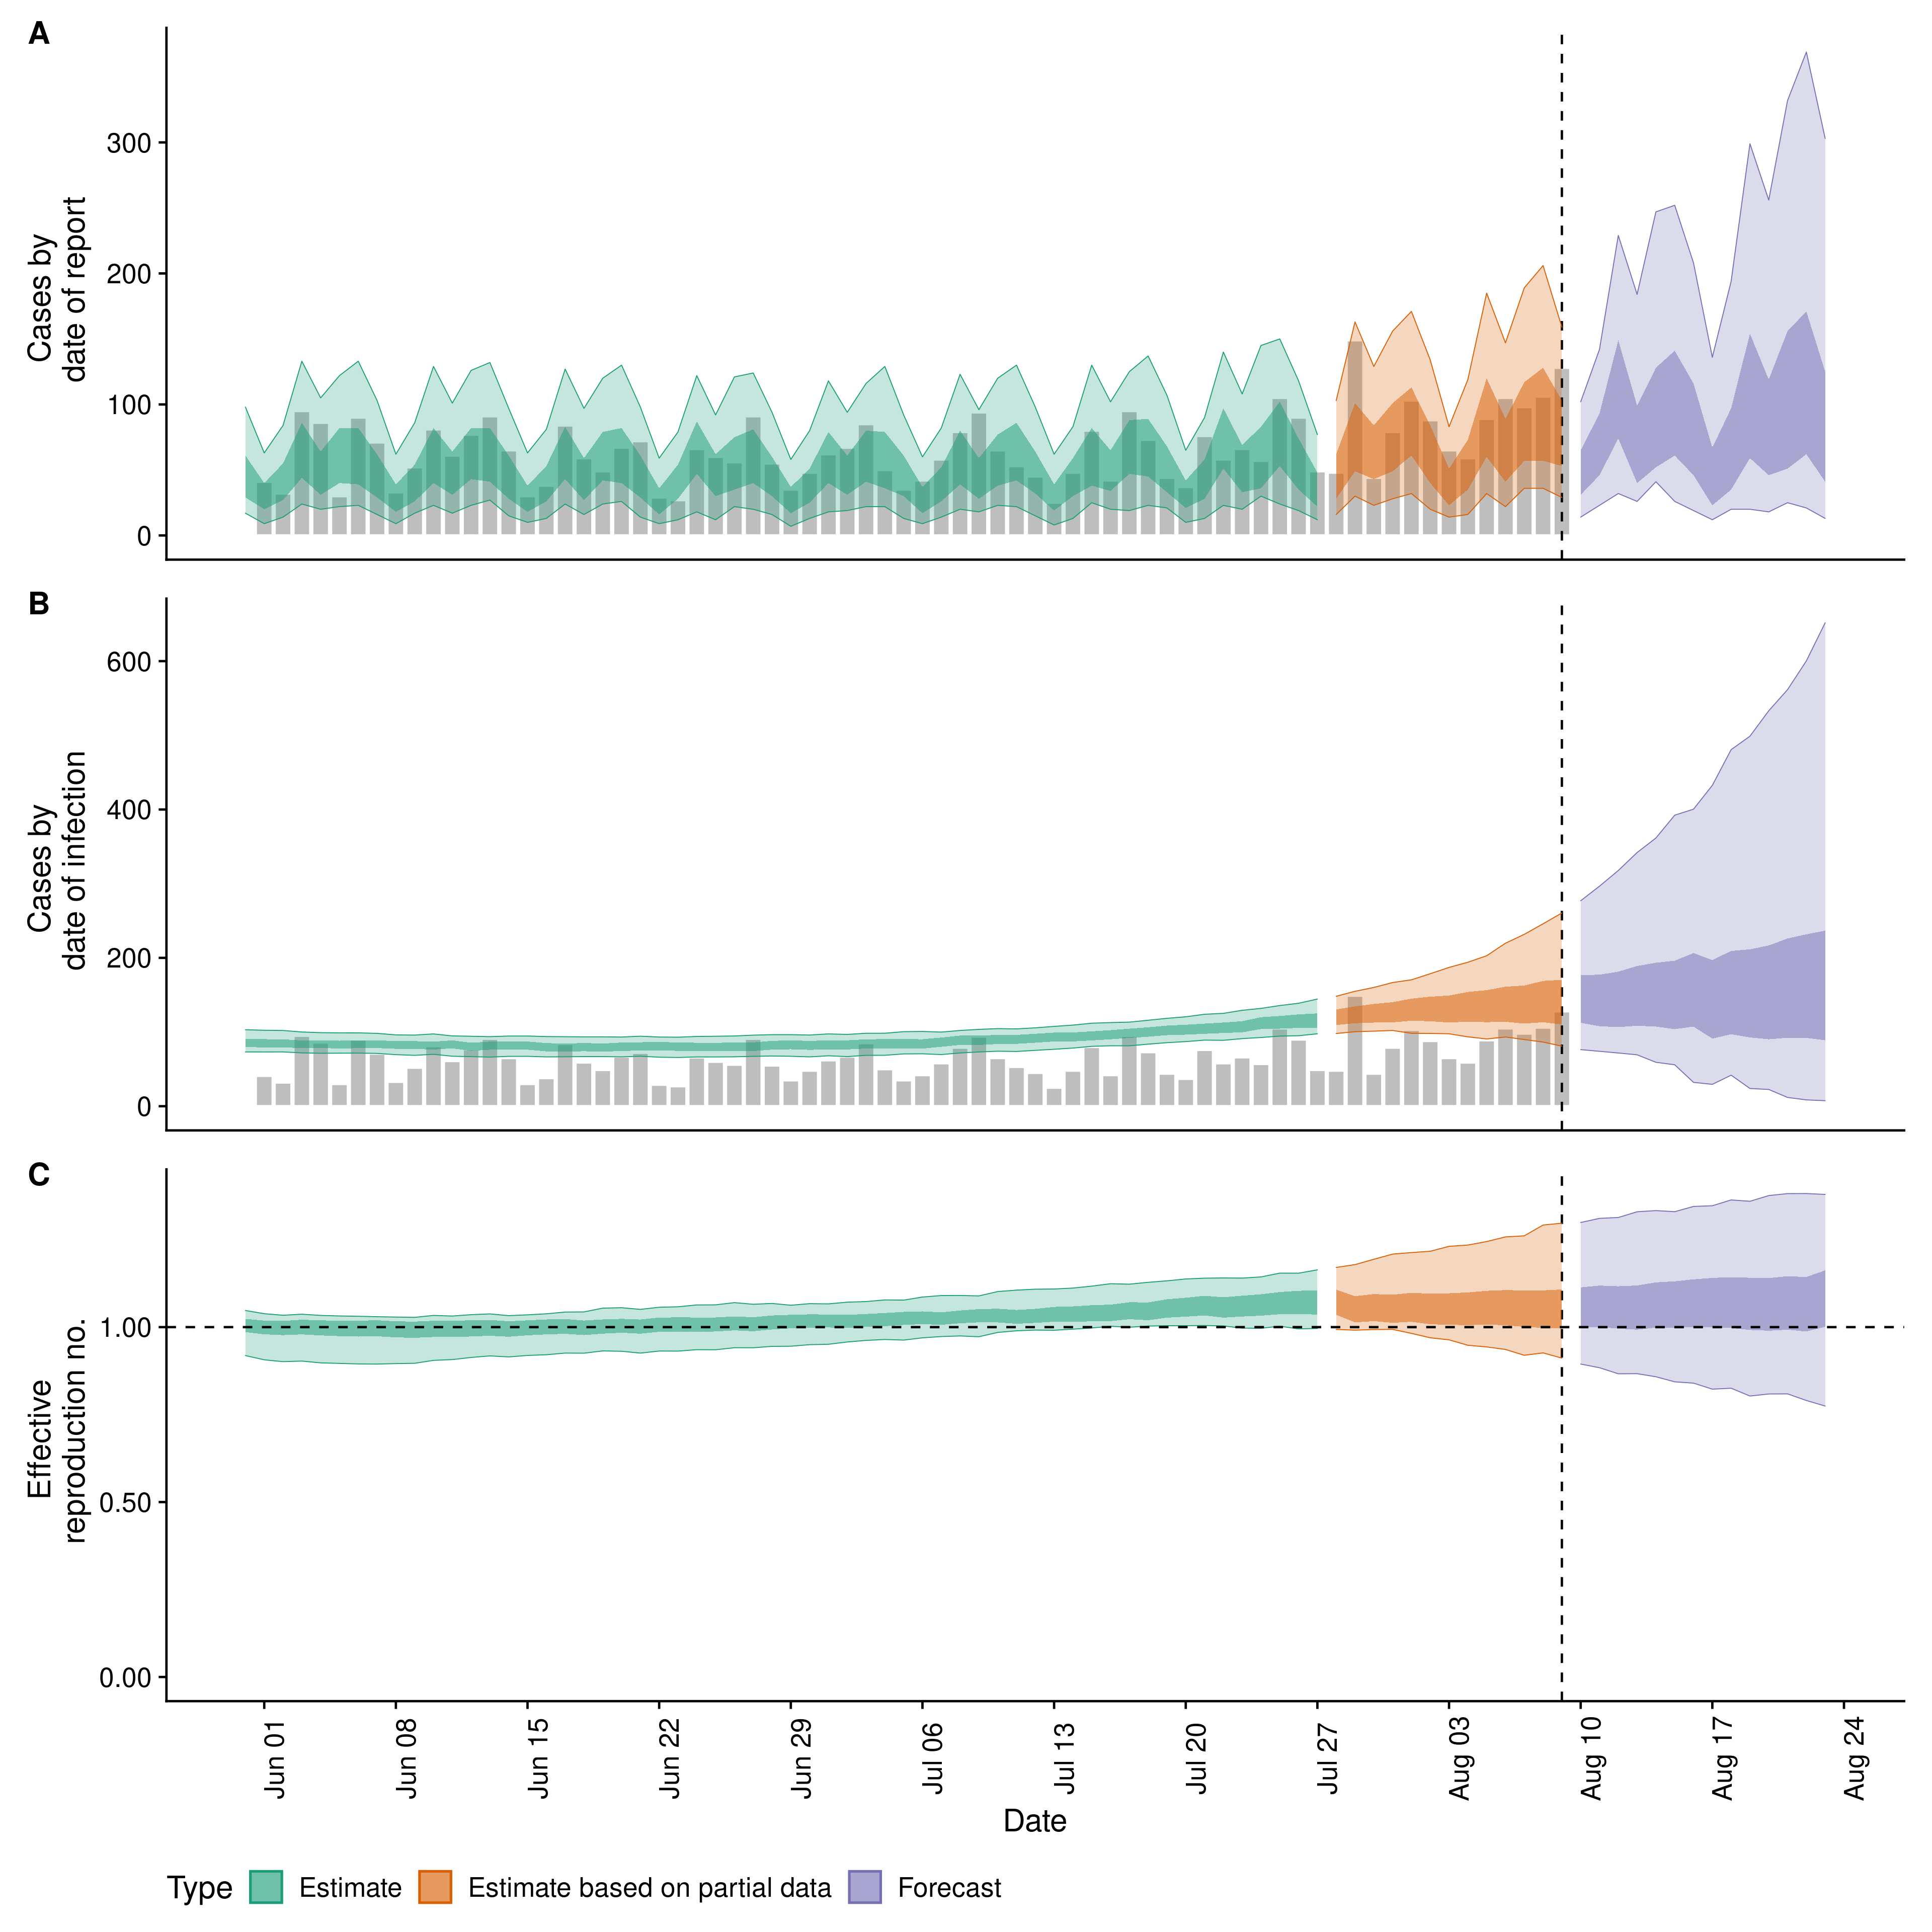 A
Cases by
date of report
300
200
100
0
B
Cases by
date of infection
600
400
200
0
C
Effective
reproduction no.
1.00
0.50
0.00
Jun 01
Jun 08
Jun 15
Jun 22
Jun 29
Jul 06
Jul 13
Jul 20
Jul 27
Aug 03
Aug 10
Aug 17
Aug 24
Date
Type Estimate Estimate based on partial data Forecast